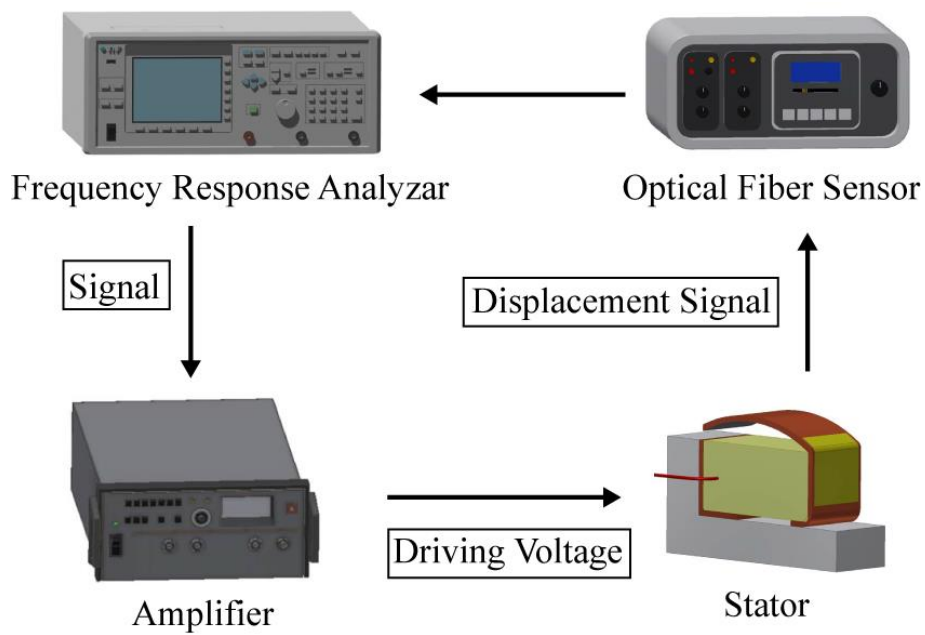 Frequency Response Analyzar
Optical Fiber Sensor
Signal
Displacement Signal
Driving Voltage
Amplifier
Stator